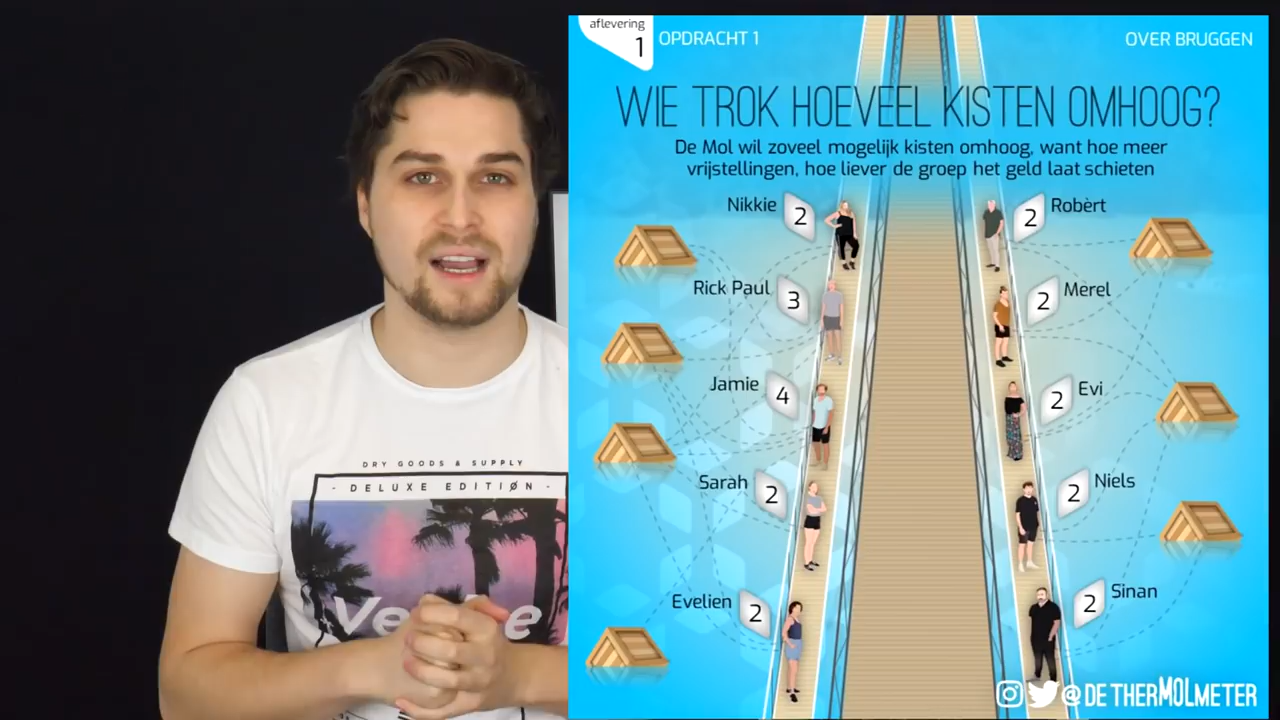 aflevering
1
OPDRACHT 1
OVER BRUGGEN
WIE TROK HOEVEEL KISTEN OMHOOG?
De Mol wil zoveel mogelijk kisten omhoog, want hoe meer
vrijstellingen, hoe liever de groep het geld laat schieten
Nikkie 2
2 Robèrt
Rick Paul 3
2 Merel
Jamie 4
2 Evi
Sarah 2
2 Niels
Evelien 2
2 Sinan
@DETHERMOLMETER
DRY GOODS & SUPPLY
- DELUXE EDITIØN -